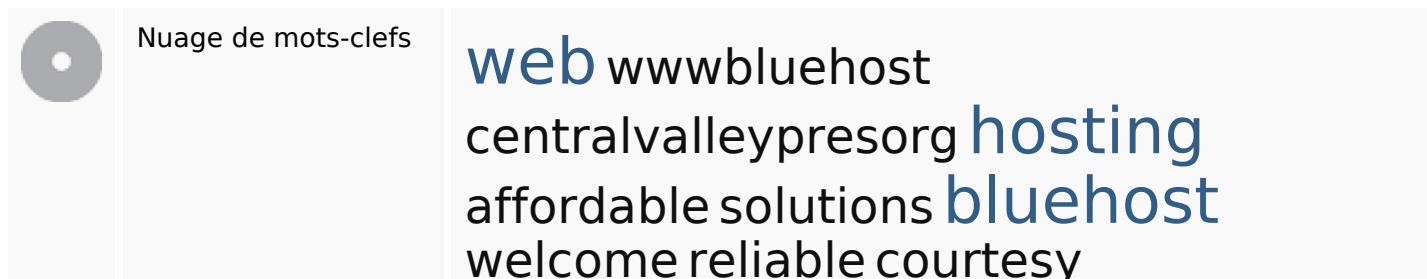 Nuage de mots-clefs
web wwwbluehost
centralvalleypresorg hosting
affordable solutions bluehost
welcome reliable courtesy